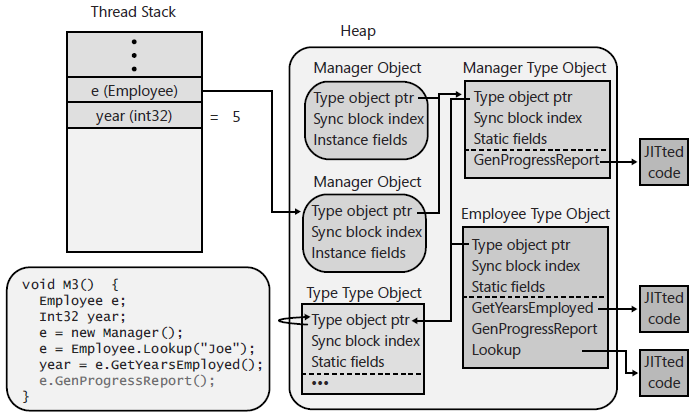 Thread Stack
e (Employee)
year (int32)
= 5
Heap
Manager Object
Type object ptr
Sync block index
Instance fields
Manager Object
Type object ptr
Sync block index
Instance fields
Type Type Object
Type object ptr
Sync block index
Static fields
•••
Manager Type Object
Type object ptr
Sync block index
Static fields
GenProgressReport
JITted
code
Employee Type Object
Type object ptr
Sync block index
Static fields
GetYearsEmployed
GenProgressReport
Lookup
JITted
code
JITted
code
void M3() {
Employee e;
Int32 year;
e = new Manager();
e = Employee.Lookup("Joe");
year = e.GetYearsEmployed();
e.GenProgressReport();
}